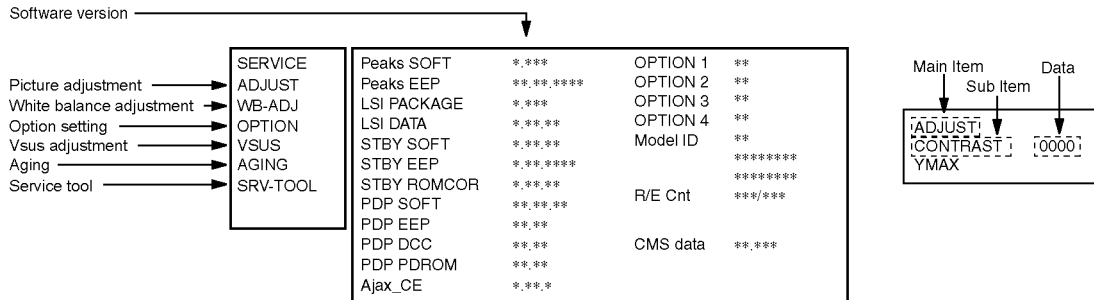 Software version
Picture adjustment
White balance adjustment
Option setting
Vsus adjustment
Aging
Service tool
SERVICE
ADJUST
WB-ADJ
OPTION
VSUS
AGING
SRV-TOOL
Peaks SOFT *.***
Peaks EEP **.**.****
LSI PACKAGE *.***
LSI DATA *.**.**
STBY SOFT *.**.**
STBY EEP *.**.****
STBY ROMCOR *.**.**
PDP SOFT **.**.**
PDP EEP **.**
PDP DCC **.**
PDP PDROM **.**
Ajax_CE *.**.*
OPTION 1 **
OPTION 2 **
OPTION 3 **
OPTION 4 **
Model ID **
********
********
R/E Cnt ***/***
CMS data **.***
Main Item
Sub Item
Data
ADJUST
CONTRAST 0000
YMAX